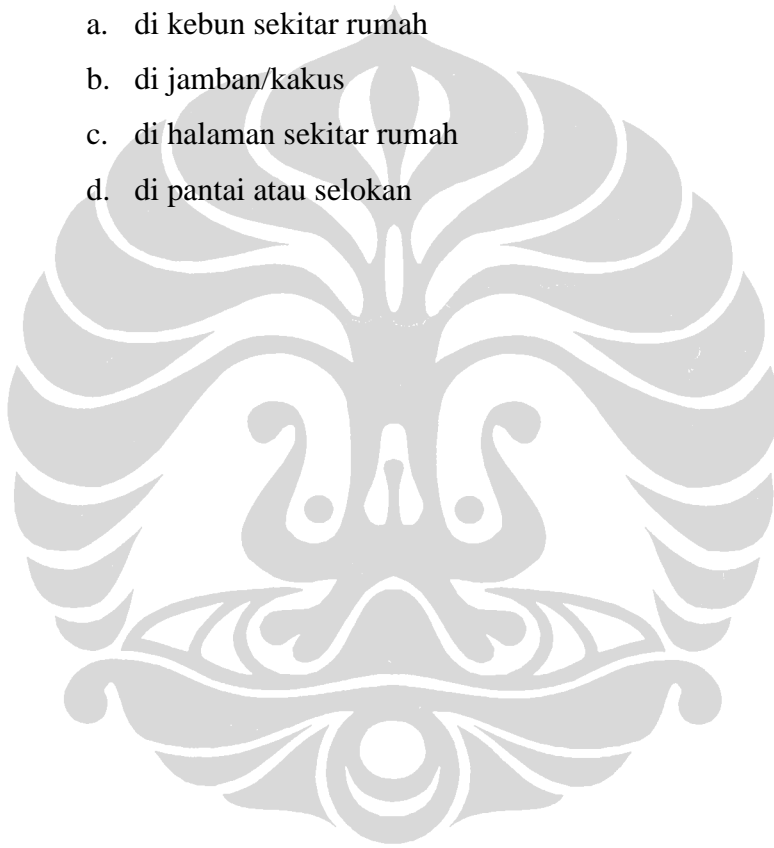 a. di kebun sekitar rumah
b. di jamban/kakus
c. di halaman sekitar rumah
d. di pantai atau selokan